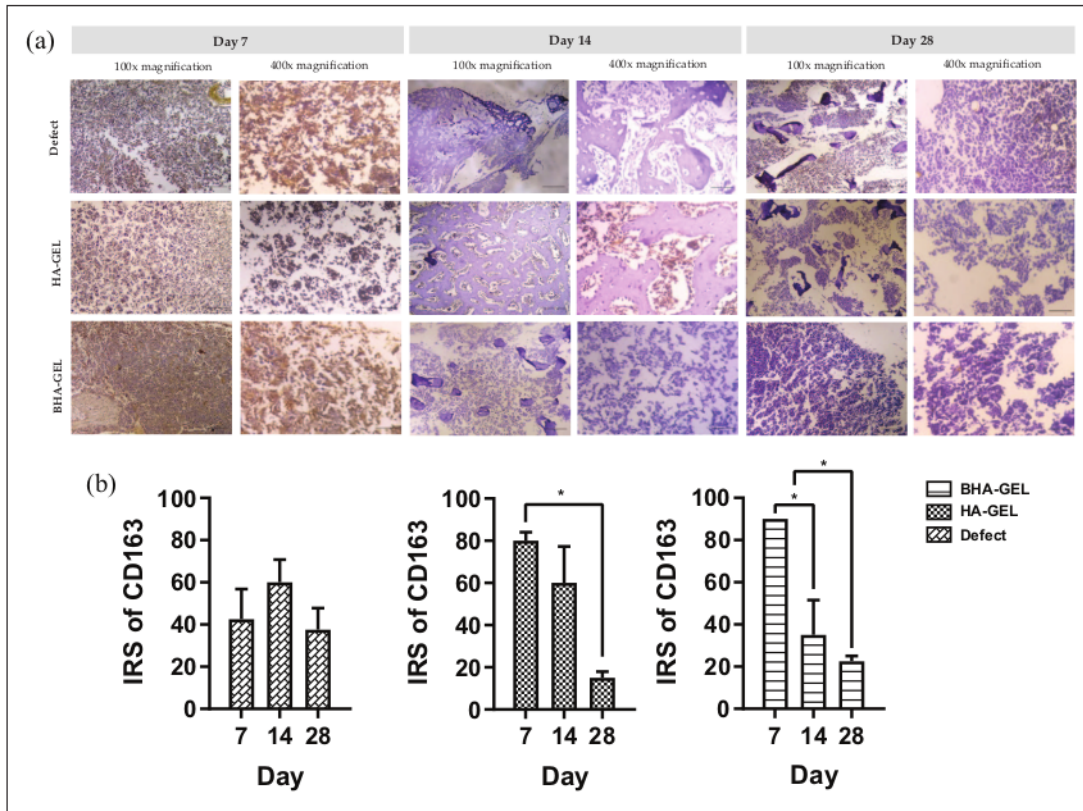 (a)
Day 7
Day 14
Day 28
100x magnification
400x magnification
100x magnification
400x magnification
100x magnification
400x magnification
Defect
HA-GEL
BHA-GEL
(b)
IRS of CD163
100
80
60
40
20
0
7 14 28
Day
IRS of CD163
100
80
60
40
20
0
*
7 14 28
Day
IRS of CD163
100
80
60
40
20
0
*
*
7 14 28
Day
BHA-GEL
HA-GEL
Defect